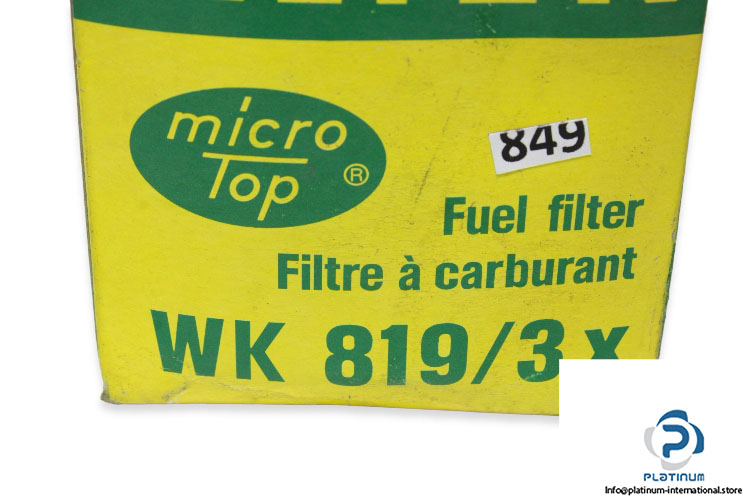 micro
Top ®
849
Fuel filter
Filtre à carburant
WK 819/3 x
PLATINUM
Info@platinum-international.store